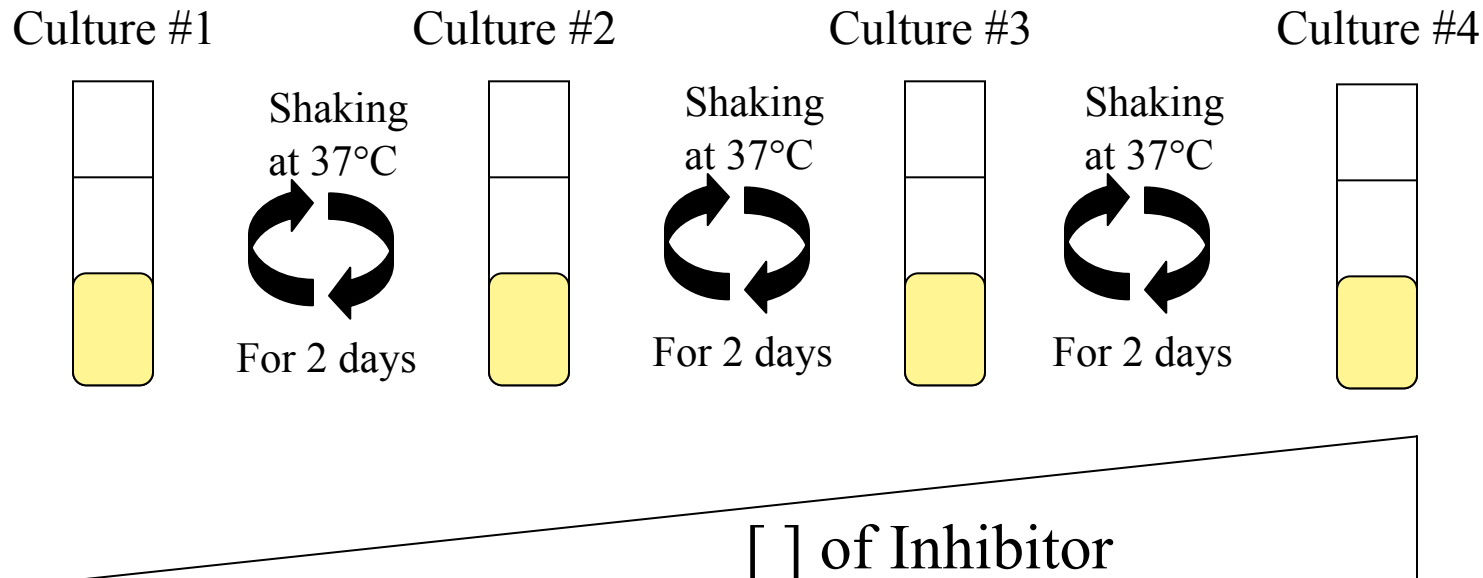 Culture #1
Culture #2
Culture #3
Culture #4
Shaking
at 37°C
For 2 days
Shaking
at 37°C
For 2 days
Shaking
at 37°C
For 2 days
[ ] of Inhibitor